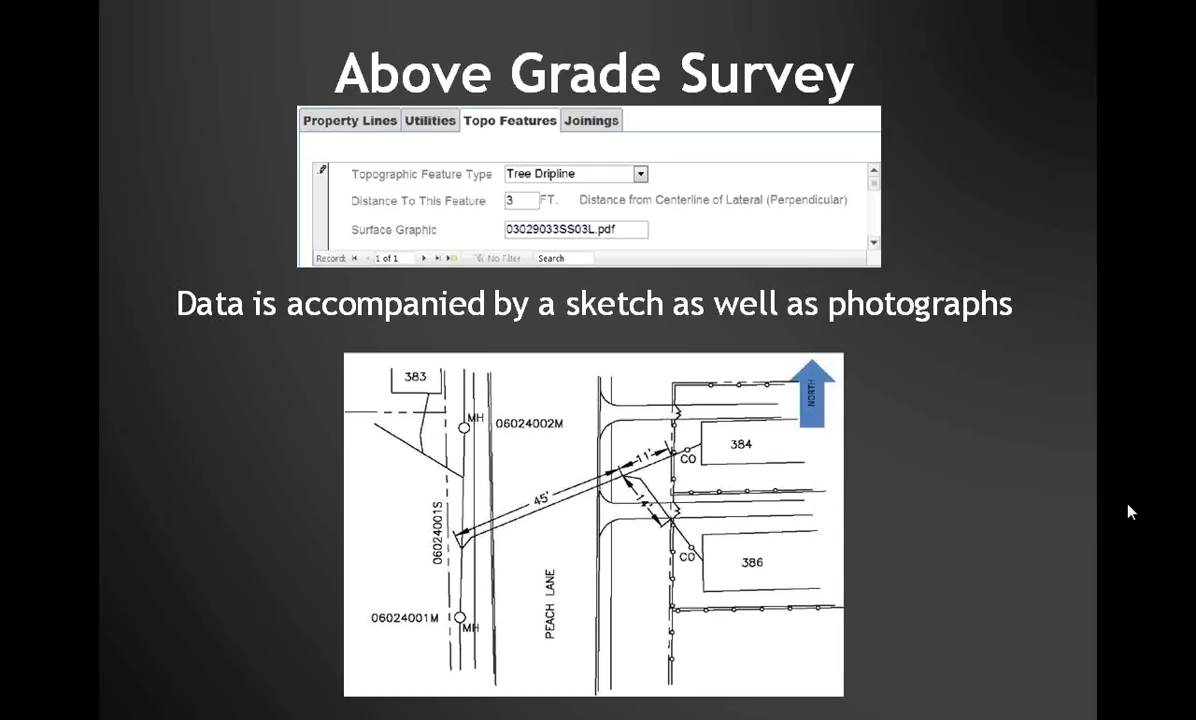 Above Grade Survey
Property Lines Utilities Topo Features Joinings
Topographic Feature Type Tree Dripline
Distance To This Feature 3 FT. Distance from Centerline of Lateral (Perpendicular)
Surface Graphic 03029033SS03L.pdf
Record: 1 of 1 No Filter Search
Data is accompanied by a sketch as well as photographs
383
NORTH
MH
06024002M
384
11'
CO
45'
14'
06024001S
CO
386
PEACH LANE
06024001M
MH